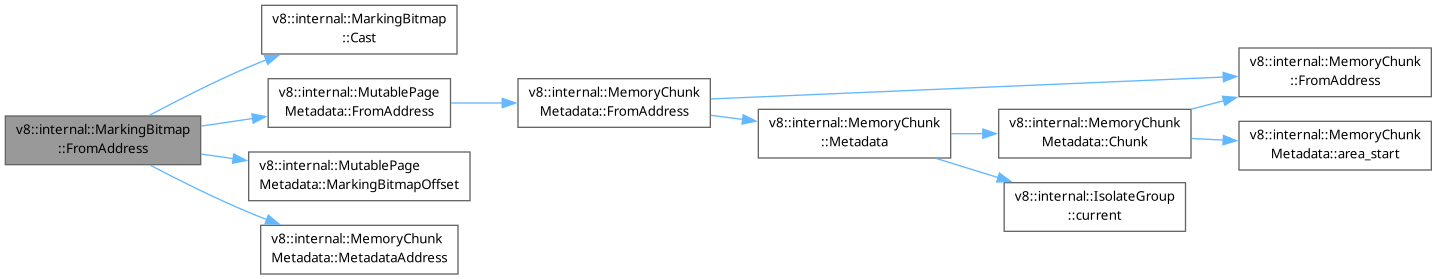 v8::internal::MarkingBitmap
::FromAddress
v8::internal::MarkingBitmap
::Cast
v8::internal::MutablePage
Metadata::FromAddress
v8::internal::MutablePage
Metadata::MarkingBitmapOffset
v8::internal::MemoryChunk
Metadata::MetadataAddress
v8::internal::MemoryChunk
Metadata::FromAddress
v8::internal::MemoryChunk
::Metadata
v8::internal::MemoryChunk
Metadata::Chunk
v8::internal::IsolateGroup
::current
v8::internal::MemoryChunk
::FromAddress
v8::internal::MemoryChunk
Metadata::area_start